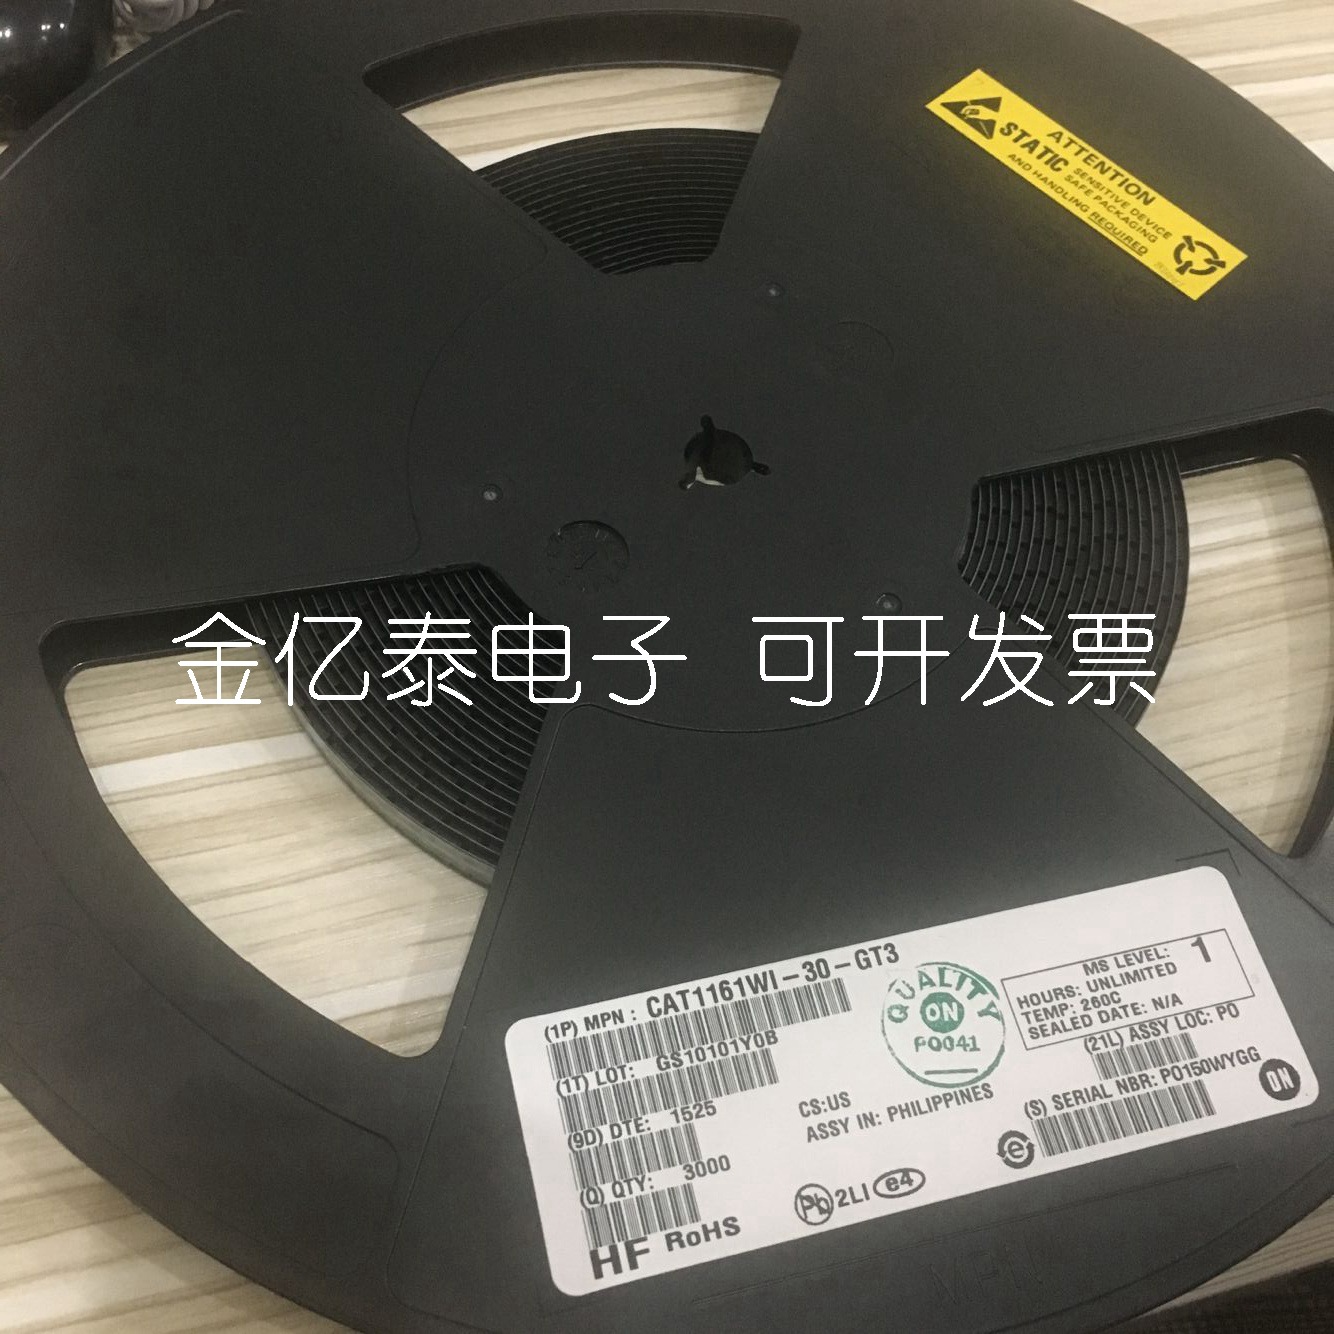 ATTENTION
STATIC SENSITIVE DEVICE
SAFE PACKAGING
AND HANDLING REQUIRED
金亿泰电子 可开发票
(1P) MPN : CAT1161WI-30-GT3
(1T) LOT: GS10101Y0B
(9D) DTE: 1525
(Q) QTY: 3000
HF RoHS
QUALITY
ON
PQ041
CS:US
ASSY IN: PHILIPPINES
Pb 2LI e4
MS LEVEL: 1
HOURS: UNLIMITED
TEMP: 260C
SEALED DATE: N/A
(21L) ASSY LOC: PO
(S) SERIAL NBR: P0150WYGG
e
ON